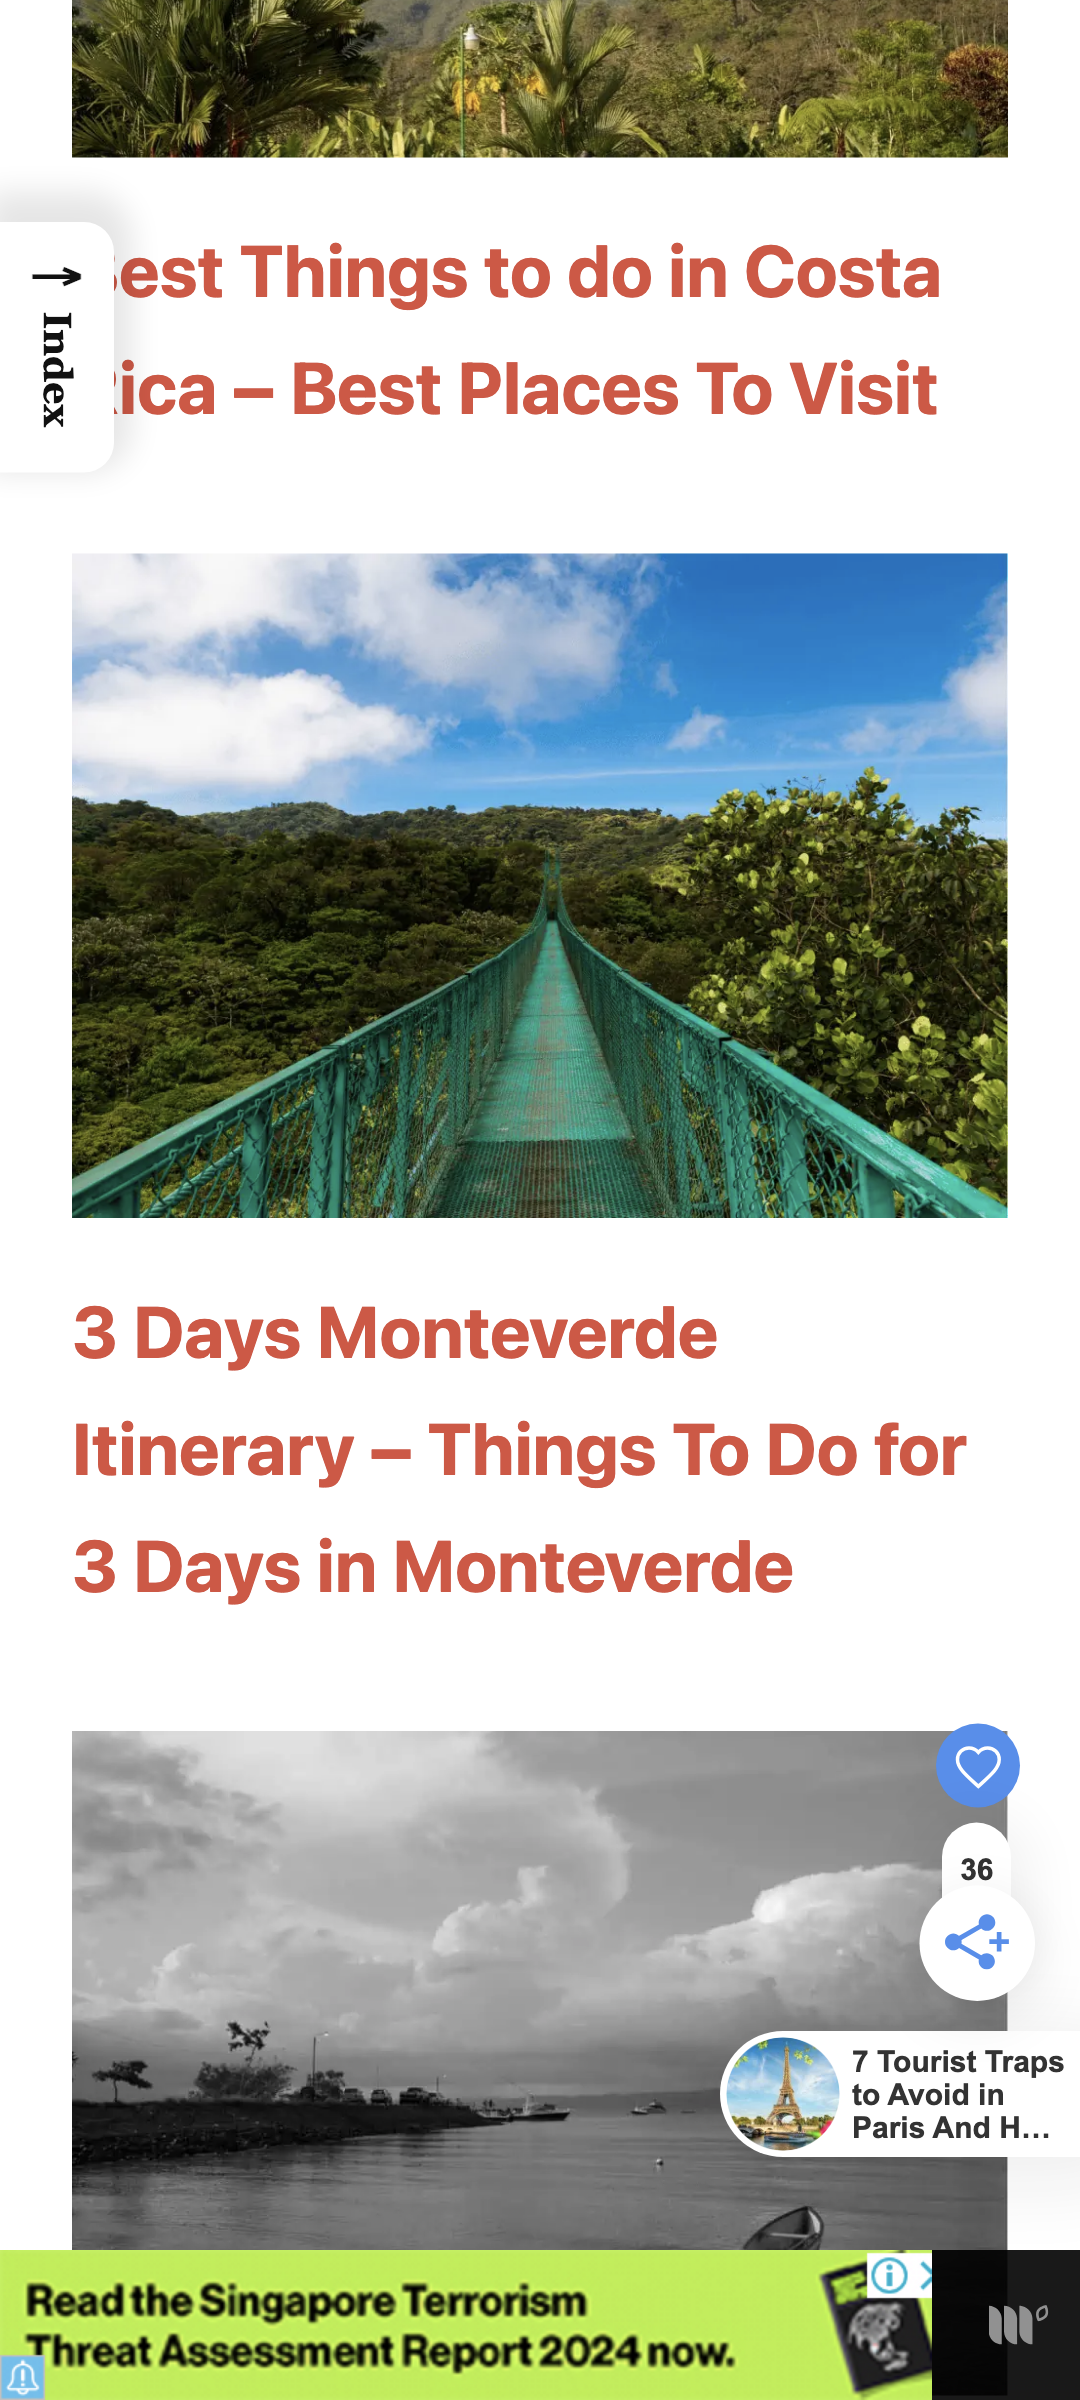 Index
est Things to do in Costa
ica – Best Places To Visit
3 Days Monteverde
Itinerary – Things To Do for
3 Days in Monteverde
36
7 Tourist Traps
to Avoid in
Paris And H...
Read the Singapore Terrorism
Threat Assessment Report 2024 now.